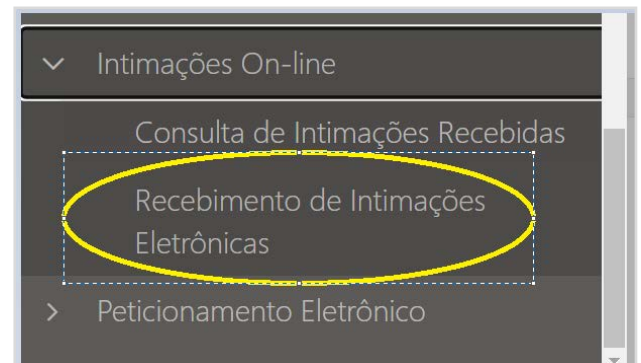 Intimações On-line
Consulta de Intimações Recebidas
Recebimento de Intimações
Eletrônicas
Peticionamento Eletrônico